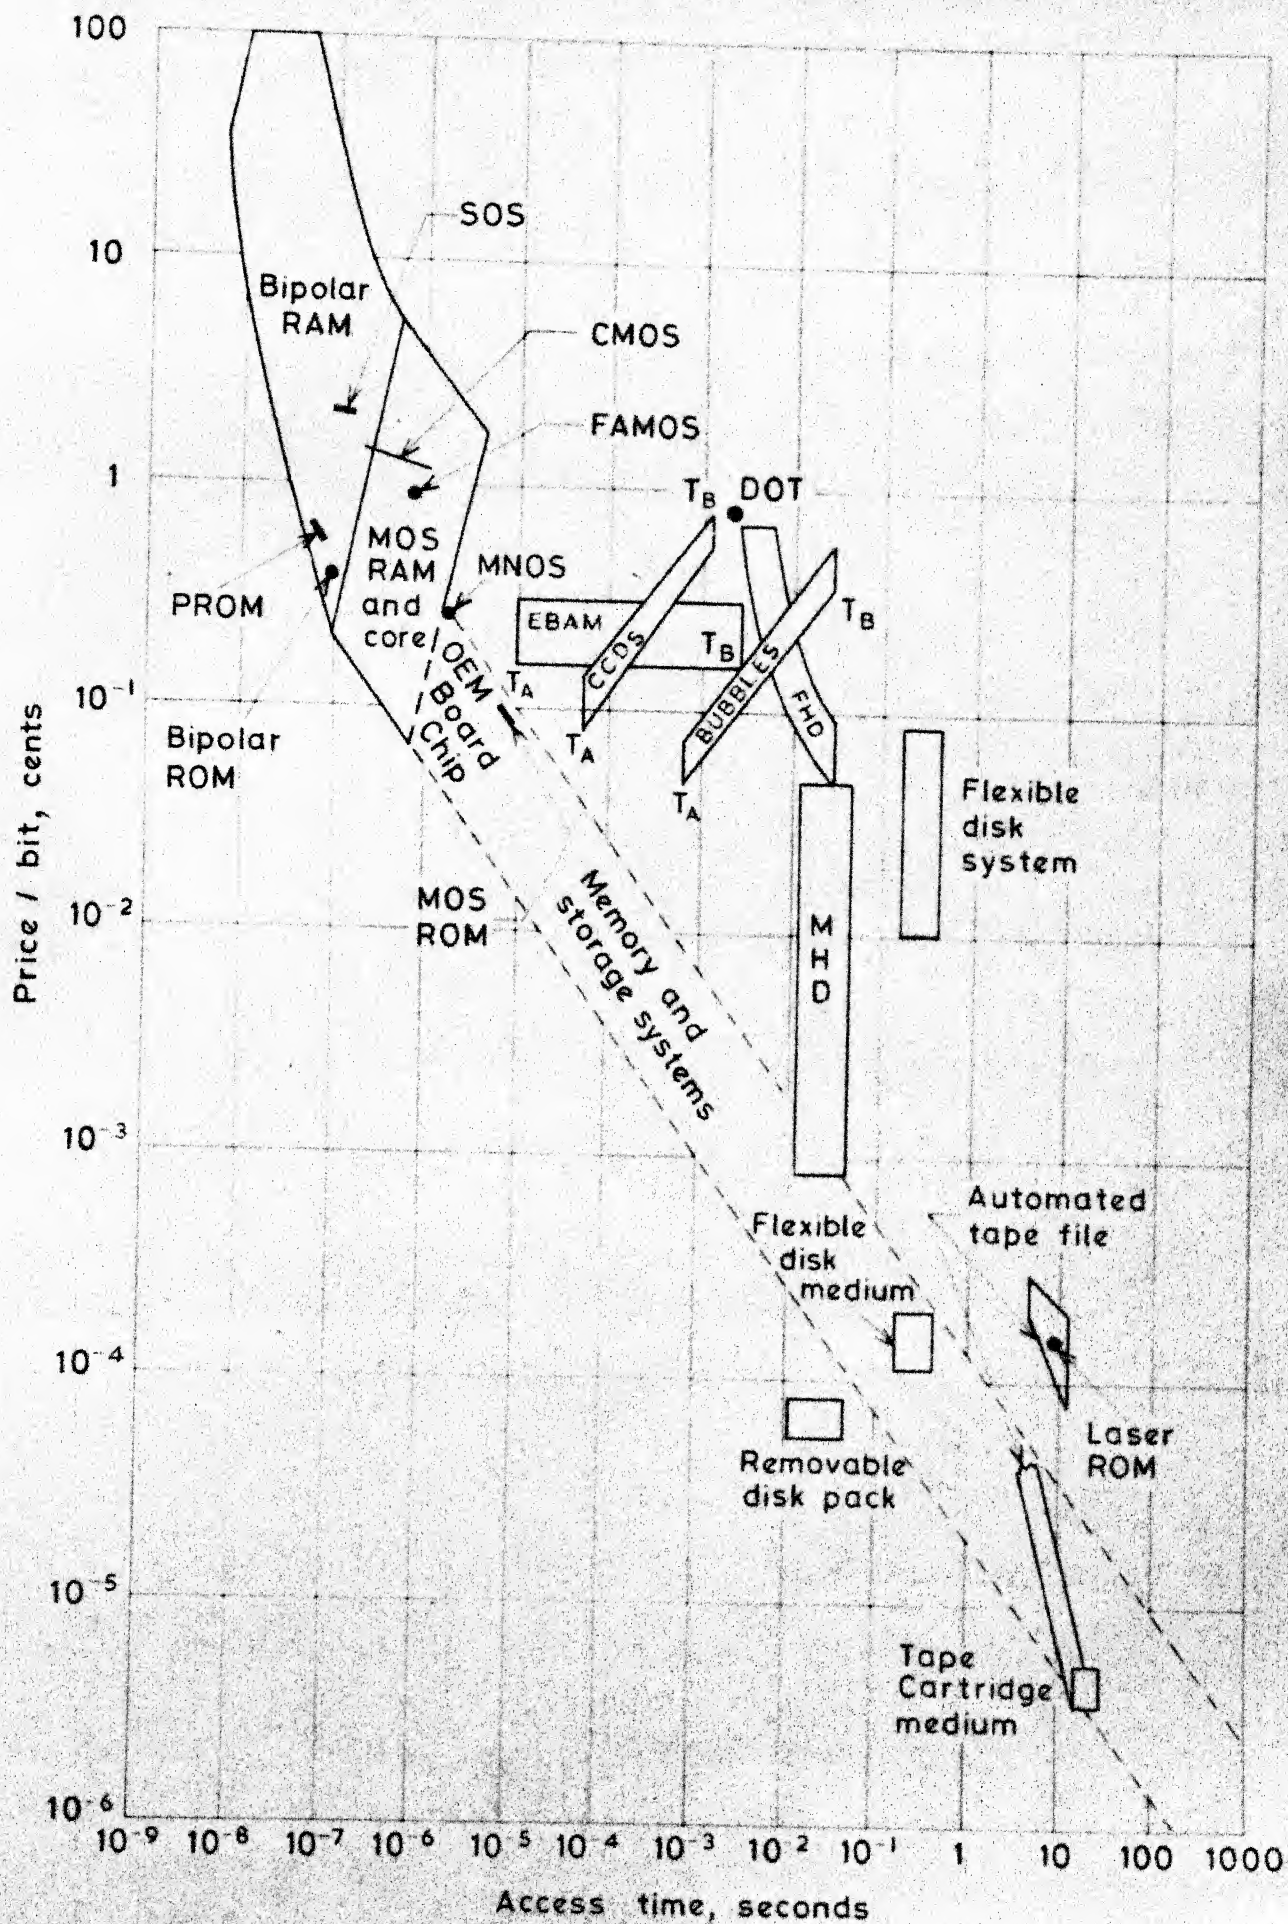 100
10
1
10⁻¹
10⁻²
10⁻³
10⁻⁴
10⁻⁵
10⁻⁶
Price / bit, cents
SOS
Bipolar
RAM
CMOS
FAMOS
T_B
DOT
MOS
RAM
and
core
MNOS
PROM
EBAM
T_B
T_B
CCDS
T_A
BUBBLES
FHD
OEM
Board
Chip
T_A
T_A
Bipolar
ROM
Flexible
disk
system
MOS
ROM
Memory and
storage systems
M
H
D
Automated
tape file
Flexible
disk
medium
Laser
ROM
Removable
disk pack
Tape
Cartridge
medium
10⁻⁹ 10⁻⁸ 10⁻⁷ 10⁻⁶ 10⁻⁵ 10⁻⁴ 10⁻³ 10⁻² 10⁻¹ 1 10 100 1000
Access time, seconds